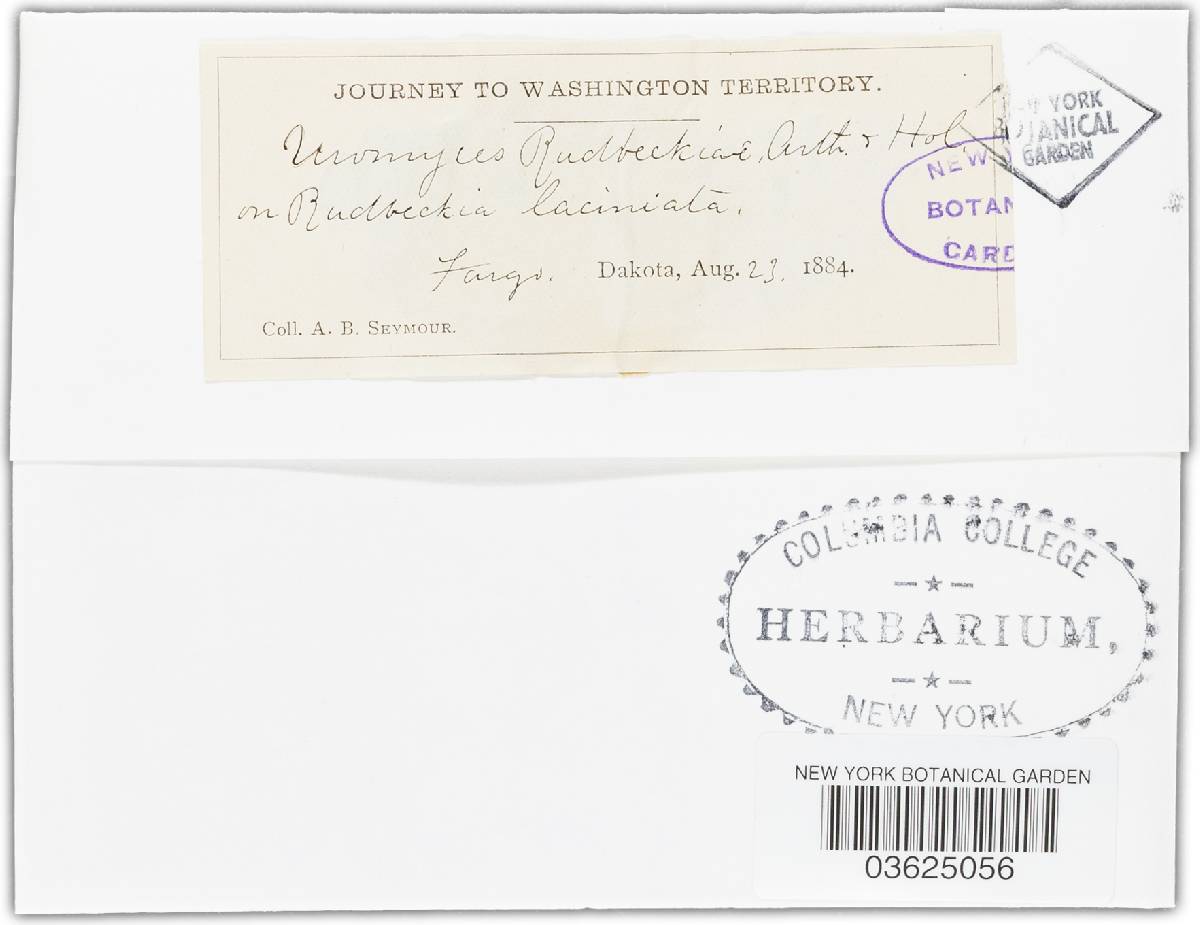 JOURNEY TO WASHINGTON TERRITORY.
Uromyces Rudbeckiae, Arth. & Hol.
on Rudbeckia laciniata.
Fargo. Dakota, Aug. 23, 1884.
Coll. A. B. SEYMOUR.
YORK
BOTANICAL
GARDEN
NEW
BOTAN
GARD
COLUMBIA COLLEGE
HERBARIUM,
NEW YORK
NEW YORK BOTANICAL GARDEN
03625056